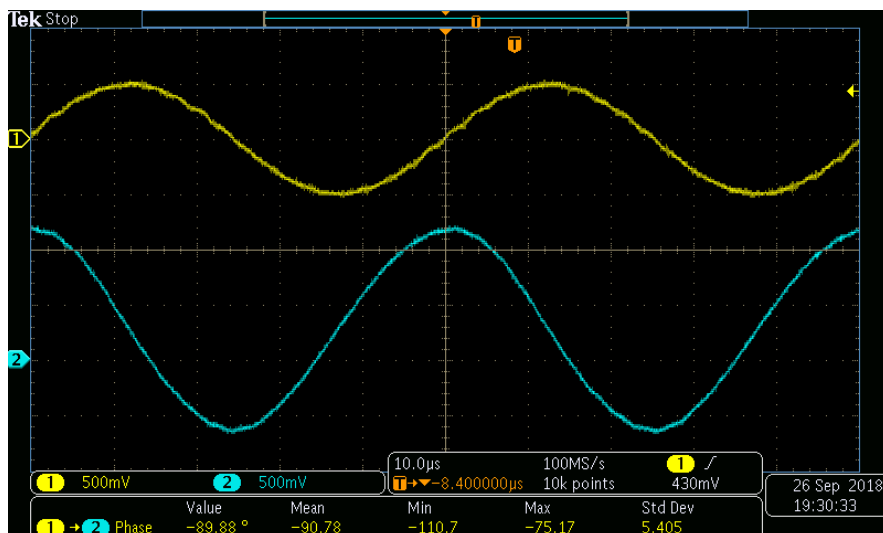 Tek Stop
T
T
1
2
1 500mV 2 500mV
10.0µs 100MS/s 1
T→▼−8.400000µs 10k points 430mV
26 Sep 2018
19:30:33
Value Mean Min Max Std Dev
1 → 2 Phase −89.88 ° −90.78 −110.7 −75.17 5.405